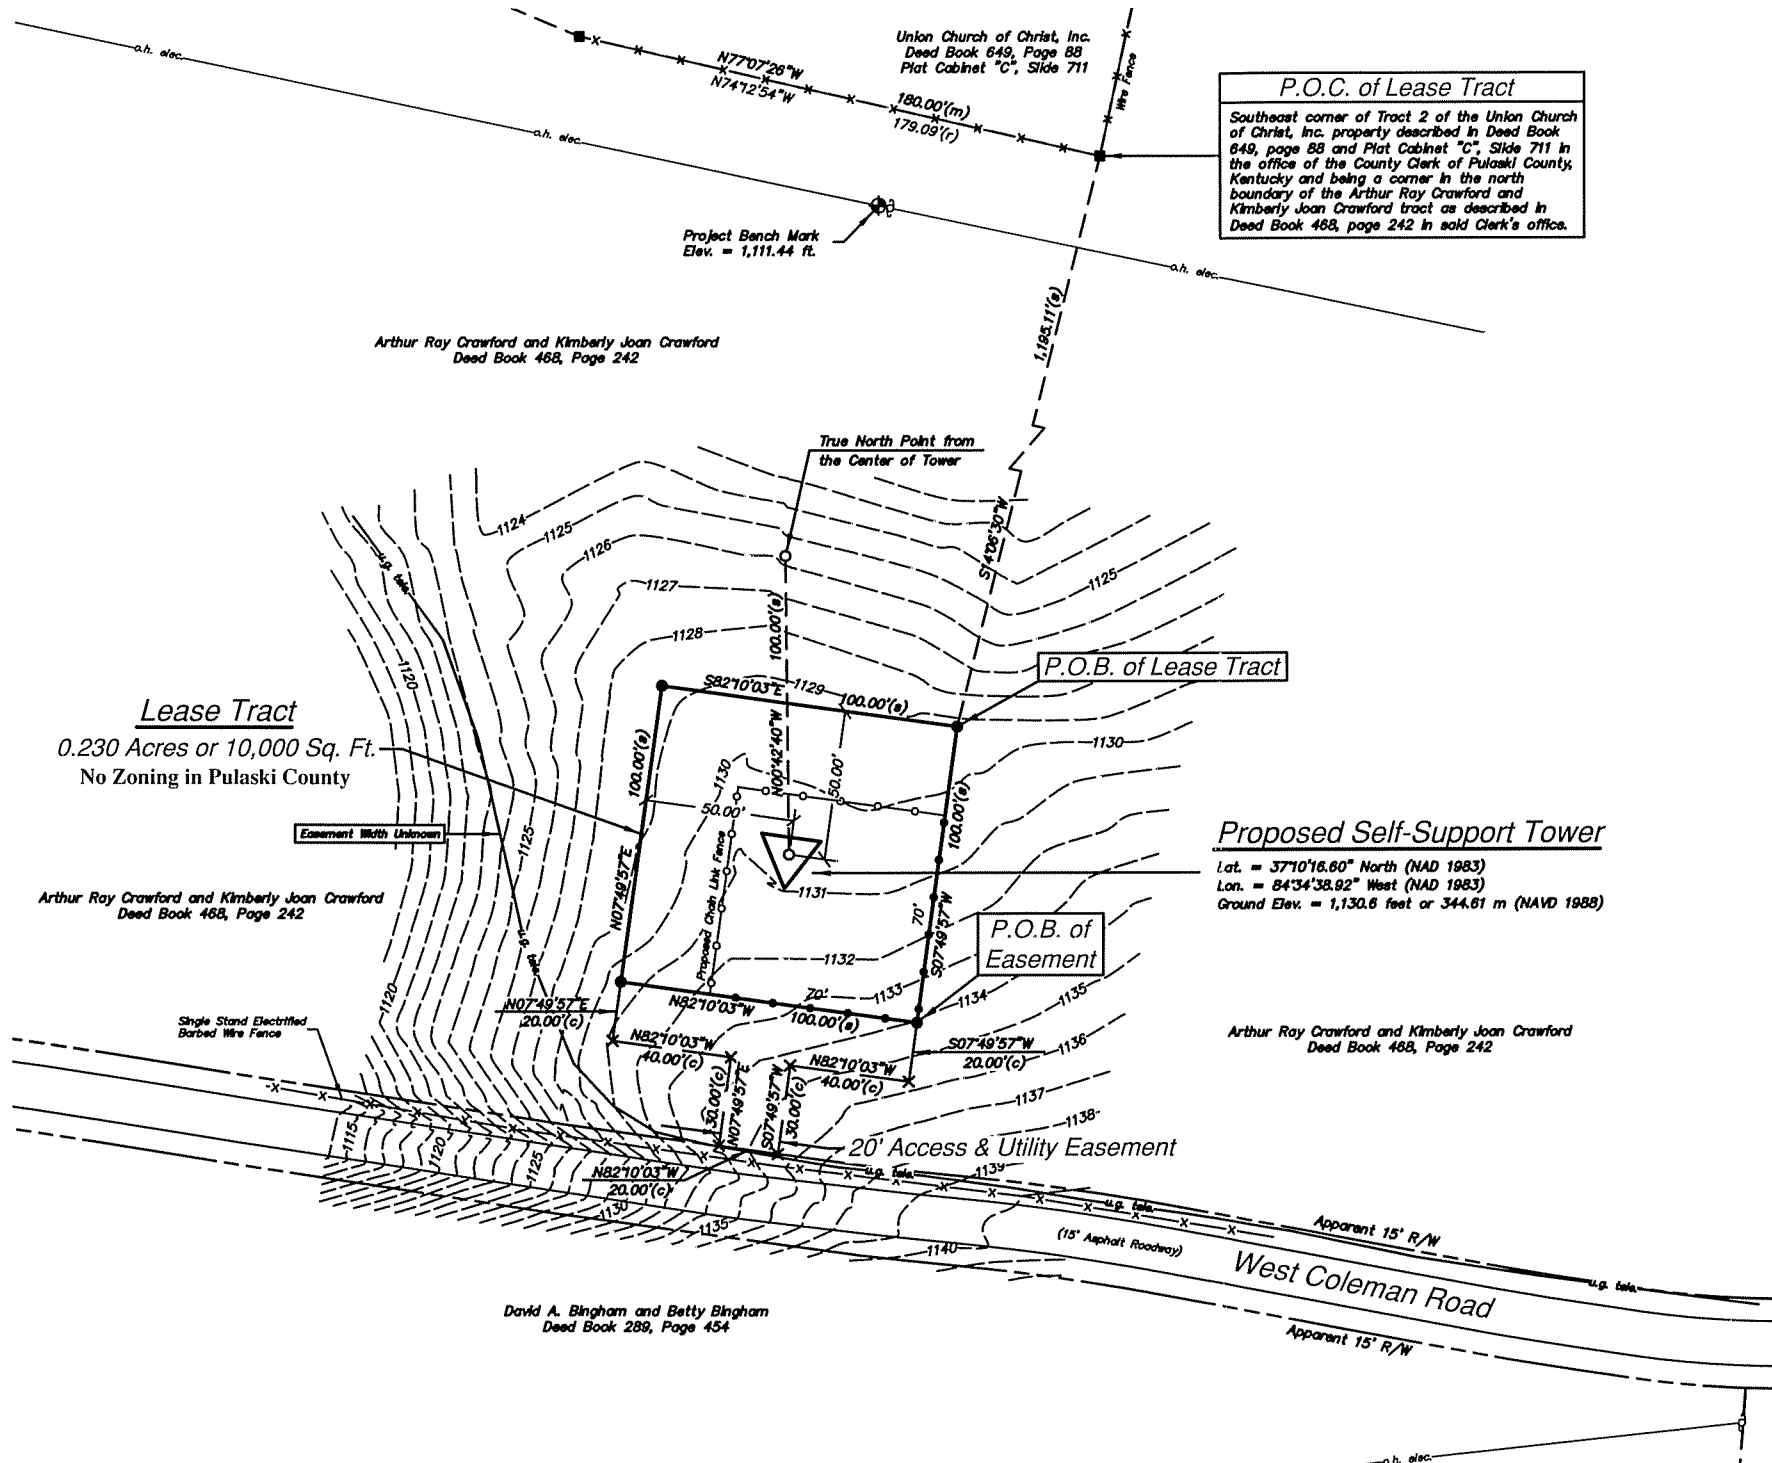 Union Church of Christ, Inc.
Deed Book 649, Page 88
Plat Cabinet "C", Slide 711
o.h. elec.
N77°07'26"W
N74°12'54"W
180.00'(m)
179.09'(r)
Wire Fence
P.O.C. of Lease Tract
Southeast corner of Tract 2 of the Union Church
of Christ, Inc. property described in Deed Book
649, page 88 and Plat Cabinet "C", Slide 711 in
the office of the County Clerk of Pulaski County,
Kentucky and being a corner in the north
boundary of the Arthur Ray Crawford and
Kimberly Joan Crawford tract as described in
Deed Book 468, page 242 in said Clerk's office.
o.h. elec.
Project Bench Mark
Elev. = 1,111.44 ft.
o.h. elec.
1,195.11'(s)
Arthur Ray Crawford and Kimberly Joan Crawford
Deed Book 468, Page 242
True North Point from
the Center of Tower
S14°06'30"W
1124
1125
1126
1127
1128
1125
u.g. tele.
100.00'(s)
1120
P.O.B. of Lease Tract
S82°10'03"E
1129
100.00'(s)
Lease Tract
0.230 Acres or 10,000 Sq. Ft.
No Zoning in Pulaski County
100.00'(s)
N00°42'40"W
50.00'
1130
1130
50.00'
100.00'(s)
Easement Width Unknown
1125
Proposed Self-Support Tower
Lat. = 37°10'16.60" North (NAD 1983)
Lon. = 84°34'38.92" West (NAD 1983)
Ground Elev. = 1,130.6 feet or 344.61 m (NAVD 1988)
N07°49'57"E
Proposed Chain Link Fence
N
1131
70'
S07°49'57"W
Arthur Ray Crawford and Kimberly Joan Crawford
Deed Book 468, Page 242
u.g. tele.
P.O.B. of
Easement
1132
1133
1134
1135
1120
N07°49'57"E
20.00'(c)
N82°10'03"W
70'
100.00'(s)
Single Stand Electrified
Barbed Wire Fence
N82°10'03"W
40.00'(c)
N82°10'03"W
40.00'(c)
S07°49'57"W
20.00'(c)
1136
Arthur Ray Crawford and Kimberly Joan Crawford
Deed Book 468, Page 242
30.00'(c)
N07°49'57"E
S07°49'57"W
30.00'(c)
1137
1138
1115
1120
1125
20' Access & Utility Easement
N82°10'03"W
20.00'(c)
1130
1135
1139
u.g. tele.
u.g. tele.
1140
(15' Asphalt Roadway)
Apparent 15' R/W
West Coleman Road
u.g. tele.
Apparent 15' R/W
David A. Bingham and Betty Bingham
Deed Book 289, Page 454
o.h. elec.